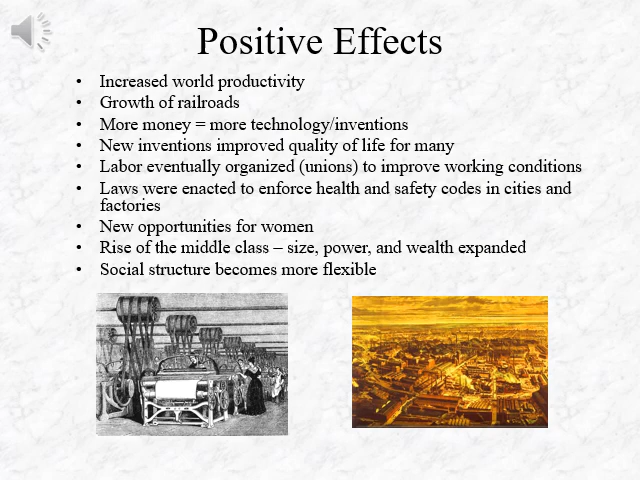 Positive Effects
• Increased world productivity
• Growth of railroads
• More money = more technology/inventions
• New inventions improved quality of life for many
• Labor eventually organized (unions) to improve working conditions
• Laws were enacted to enforce health and safety codes in cities and
factories
• New opportunities for women
• Rise of the middle class – size, power, and wealth expanded
• Social structure becomes more flexible